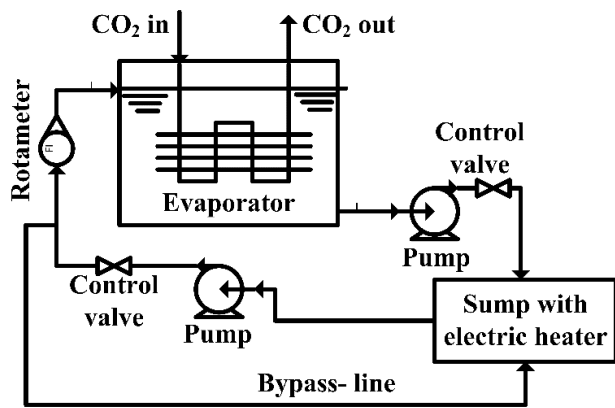 CO₂ in
CO₂ out
Rotameter
FI
Evaporator
Control
valve
Pump
Control
valve
Pump
Sump with
electric heater
Bypass- line